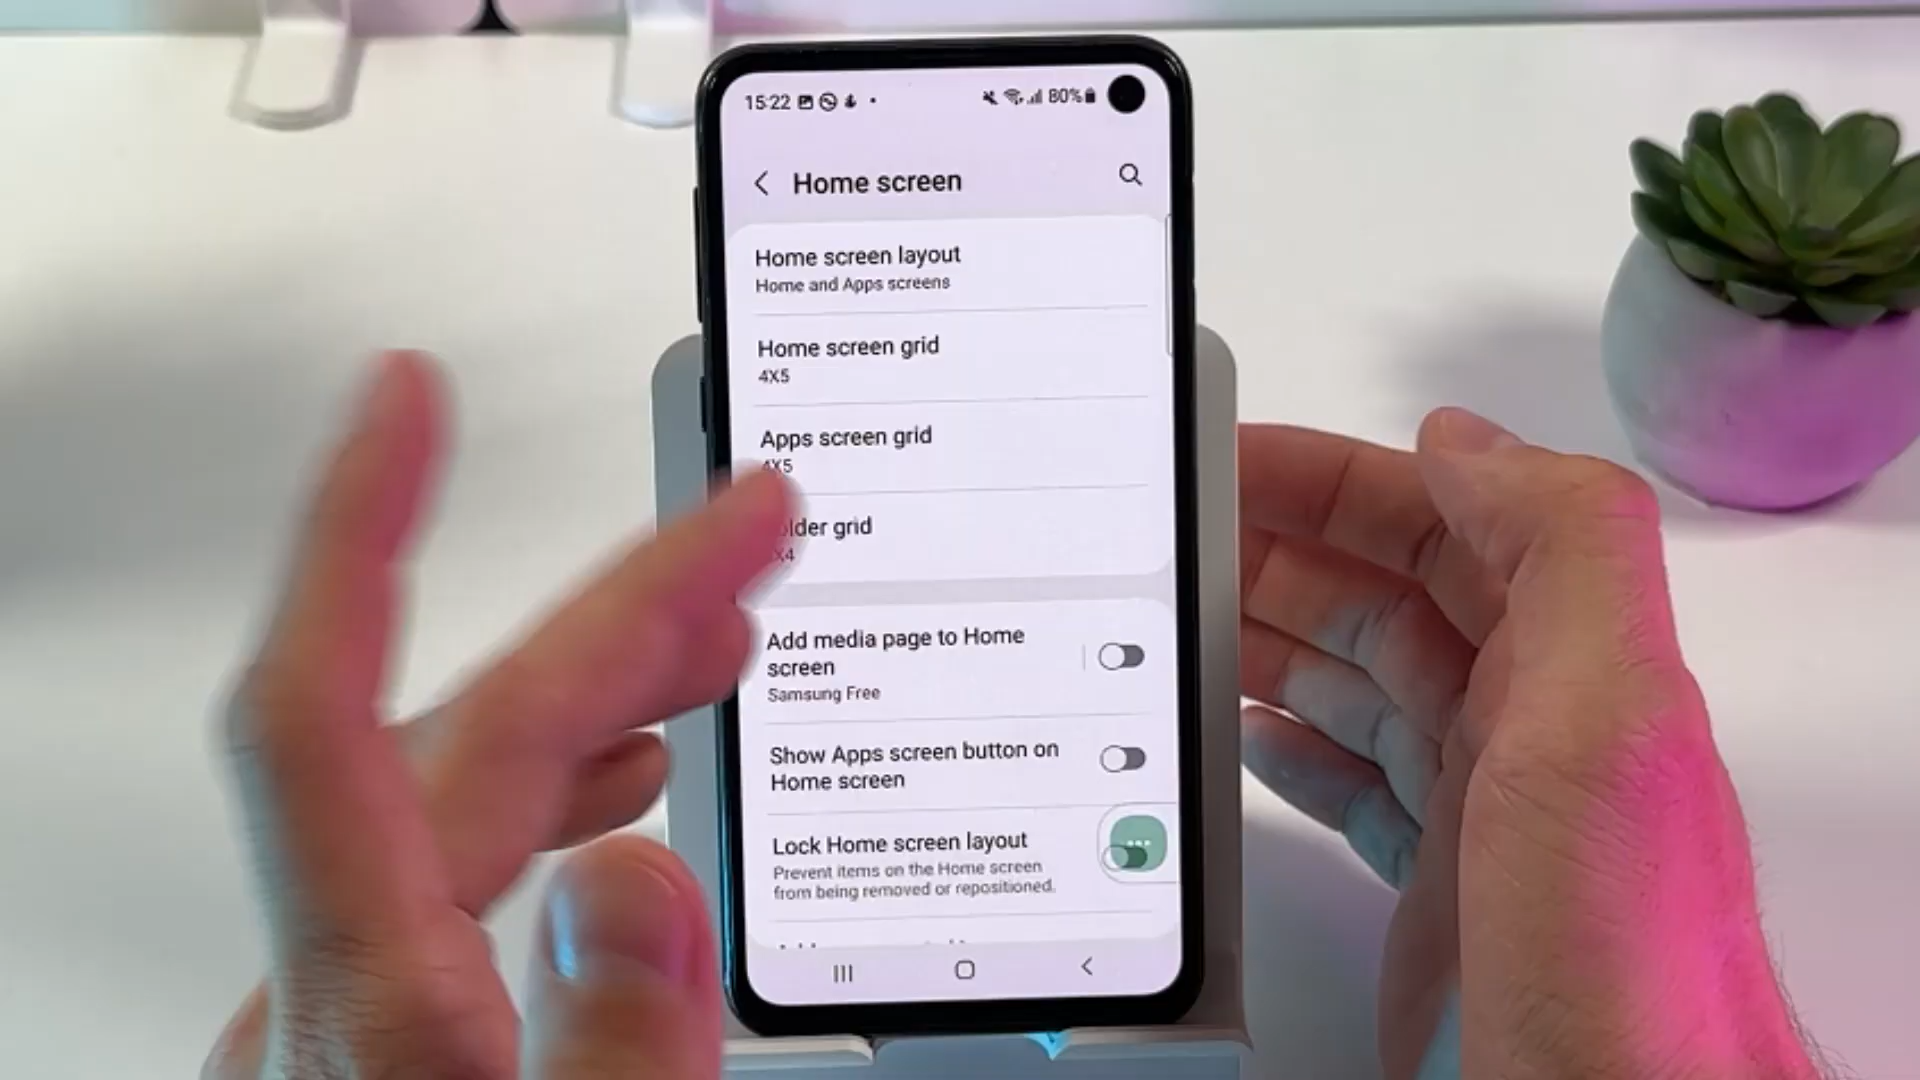 15:22
80%
Home screen
Home screen layout
Home and Apps screens
Home screen grid
4X5
Apps screen grid
4X5
grid
Add media page to Home
screen
Samsung Free
Show Apps screen button on
Home screen
Lock Home screen layout
Prevent items on the Home screen
from being removed or repositioned.